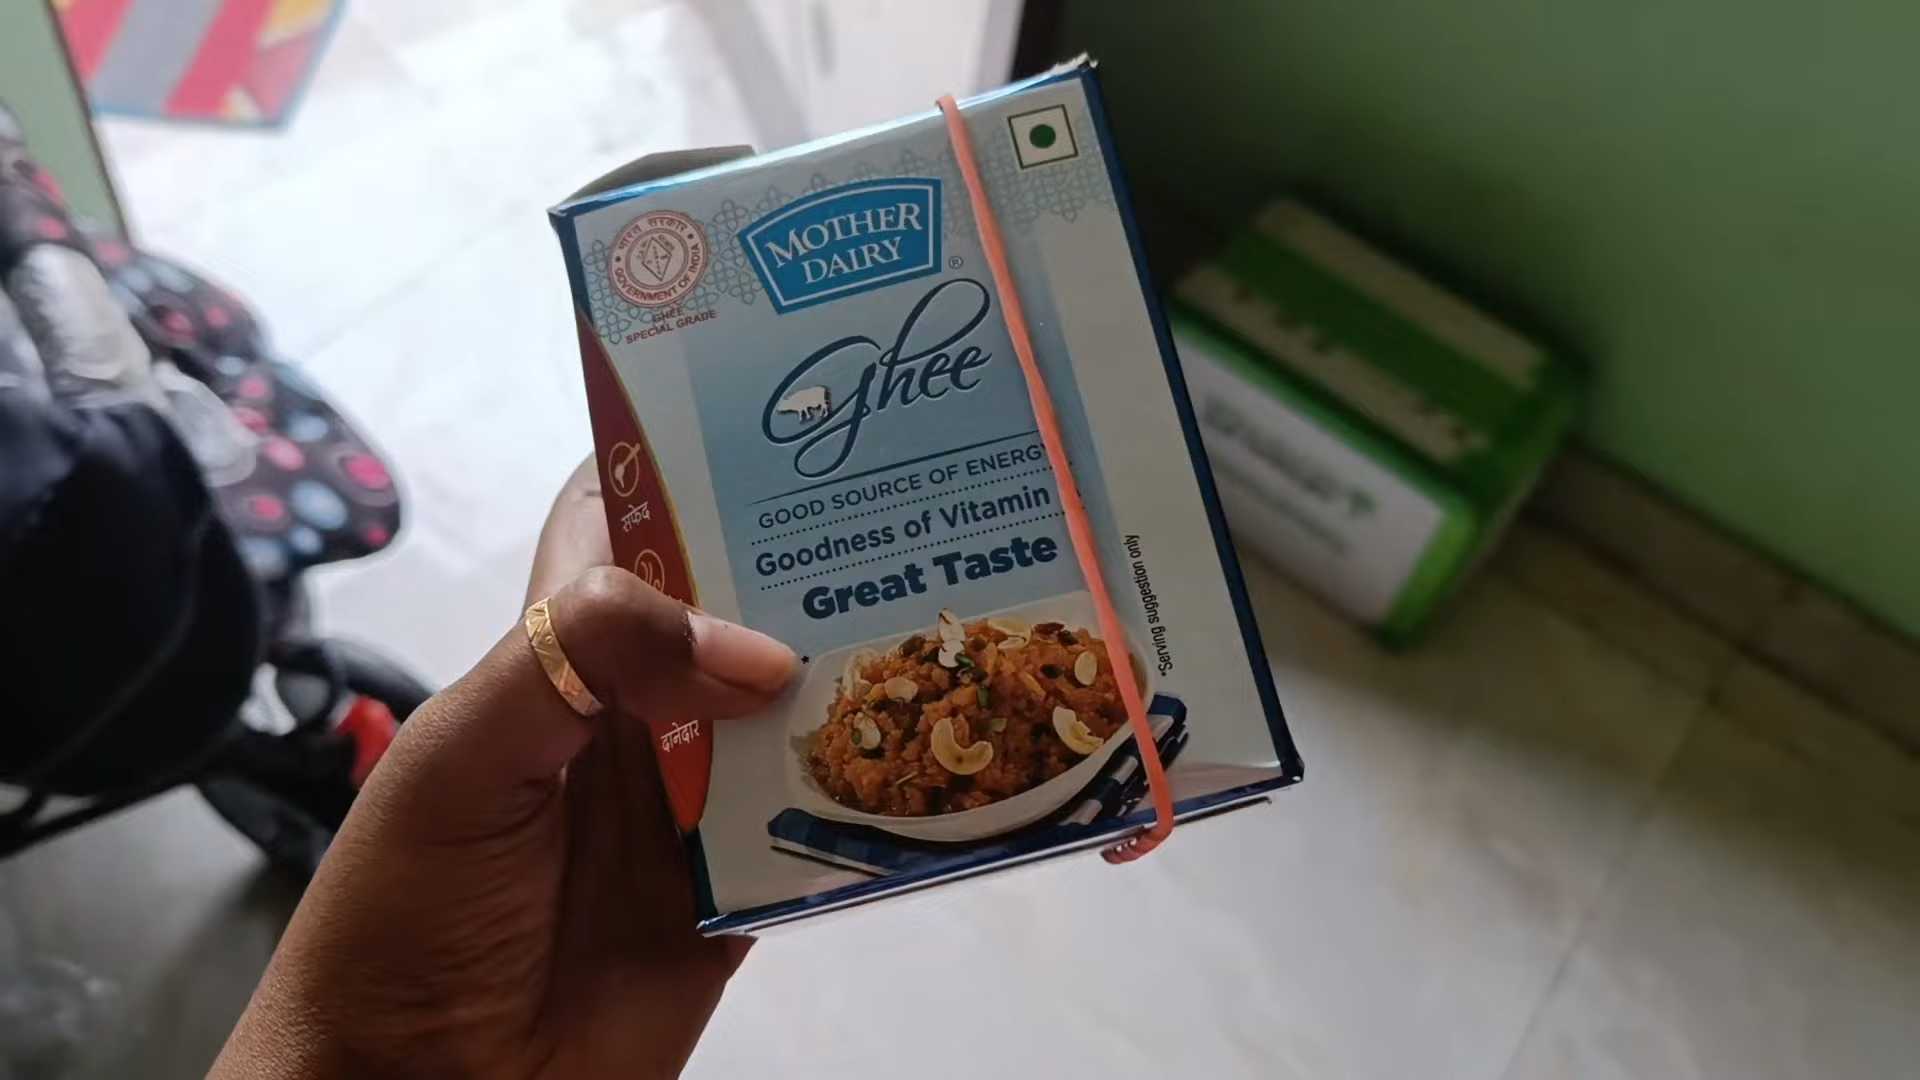 भारत सरकार
GOVERNMENT OF INDIA
GHEE
SPECIAL GRADE
MOTHER
DAIRY
®
Ghee
GOOD SOURCE OF ENERGY
Goodness of Vitamin
Great Taste
सफेद
दानेदार
*
*Serving suggestion only